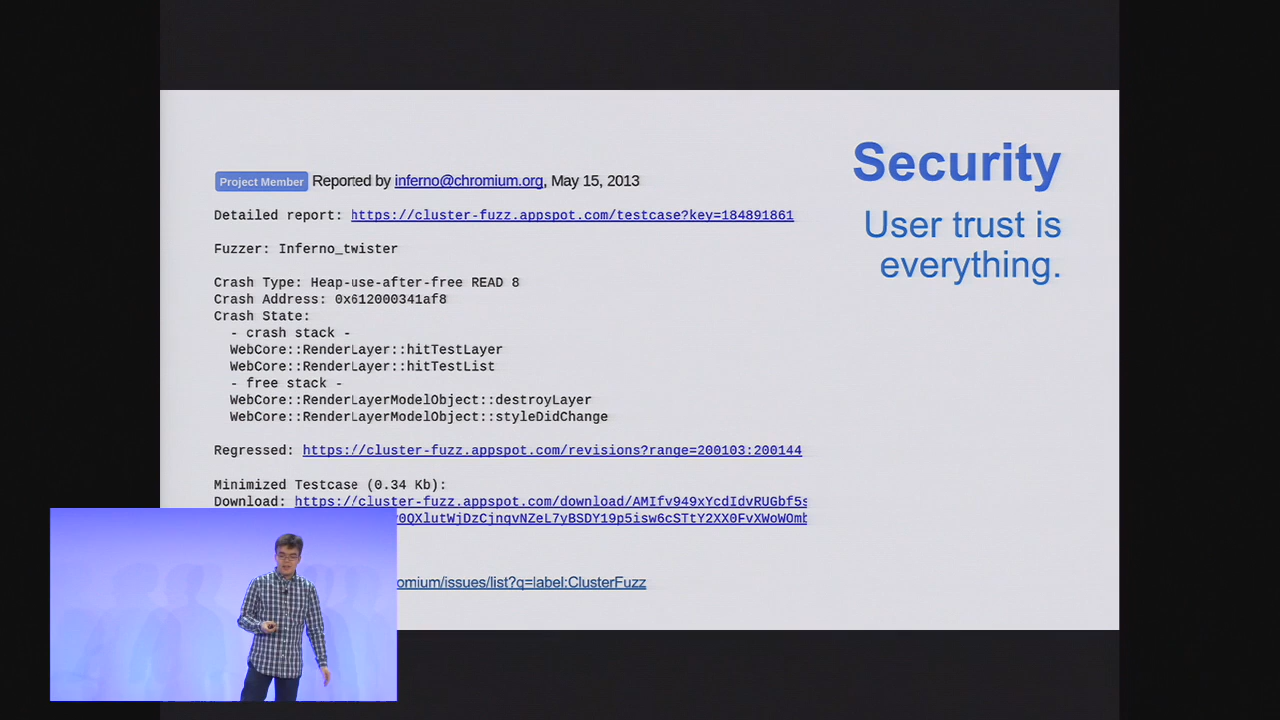 Security
User trust is
everything.
Project Member Reported by inferno@chromium.org, May 15, 2013
Detailed report: https://cluster-fuzz.appspot.com/testcase?key=184891861
Fuzzer: Inferno_twister
Crash Type: Heap-use-after-free READ 8
Crash Address: 0x612000341af8
Crash State:
- crash stack -
WebCore::RenderLayer::hitTestLayer
WebCore::RenderLayer::hitTestList
- free stack -
WebCore::RenderLayerModelObject::destroyLayer
WebCore::RenderLayerModelObject::styleDidChange
Regressed: https://cluster-fuzz.appspot.com/revisions?range=200103:200144
Minimized Testcase (0.34 Kb):
Download: https://cluster-fuzz.appspot.com/download/AMIfv949xYcdIdvRUGbf5s
0QXlutWjDzCjnqvNZeL7yBSDY19p5isw6cSTtY2XX0FvXWoWOmb
omium/issues/list?q=label:ClusterFuzz